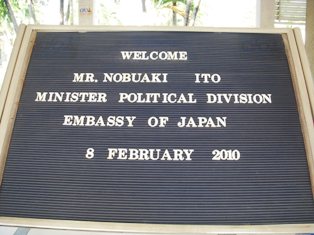 WELCOME
MR. NOBUAKI ITO
MINISTER POLITICAL DIVISION
EMBASSY OF JAPAN
8 FEBRUARY 2010